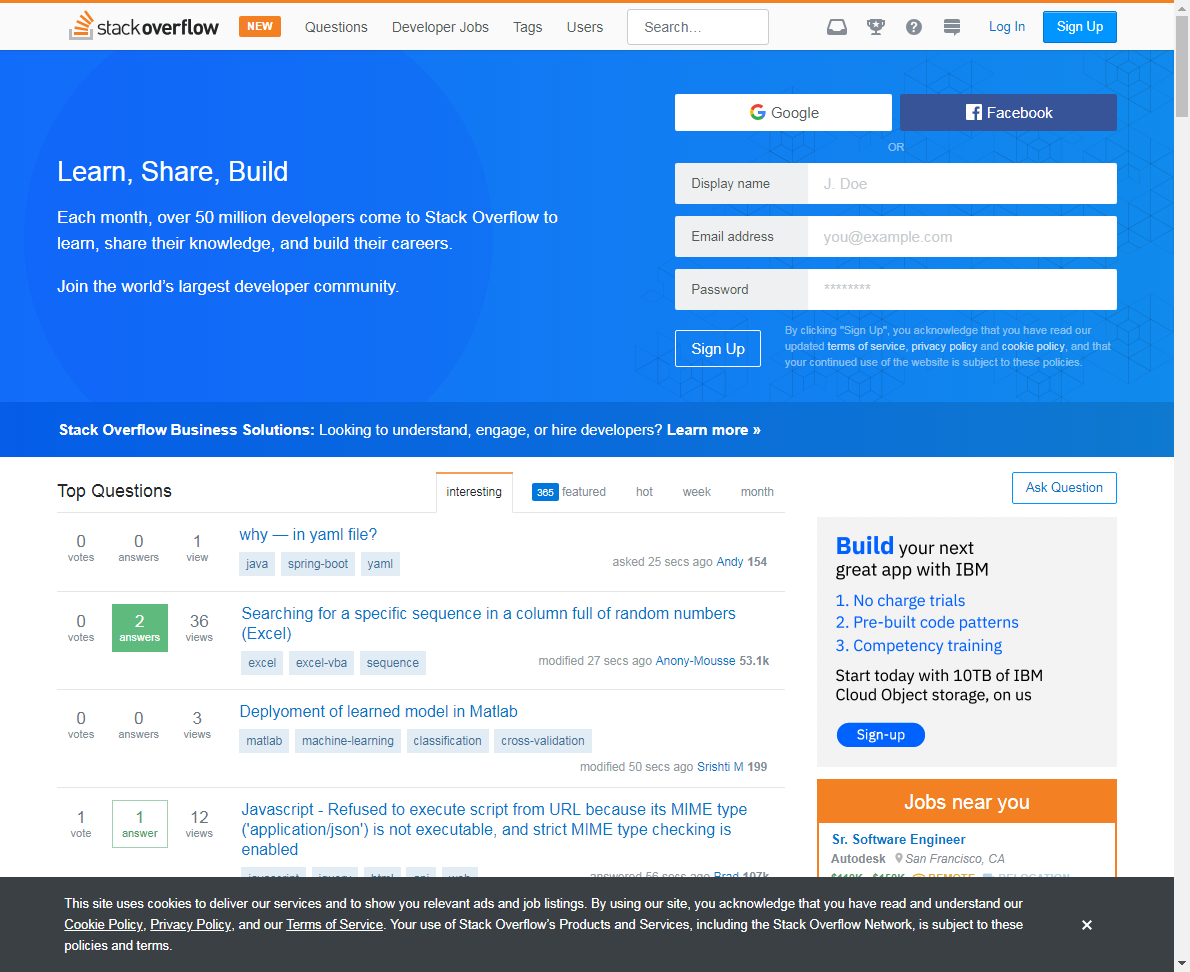 stackoverflow NEW Questions Developer Jobs Tags Users Search... Log In Sign Up
Google Facebook
OR
Learn, Share, Build
Each month, over 50 million developers come to Stack Overflow to
learn, share their knowledge, and build their careers.
Join the world's largest developer community.
Display name J. Doe
Email address you@example.com
Password ********
Sign Up
By clicking "Sign Up", you acknowledge that you have read our
updated terms of service, privacy policy and cookie policy, and that
your continued use of the website is subject to these policies.
Stack Overflow Business Solutions: Looking to understand, engage, or hire developers? Learn more »
Top Questions interesting 365 featured hot week month
0 votes 0 answers 1 view
why — in yaml file?
java spring-boot yaml
asked 25 secs ago Andy 154
0 votes 2 answers 36 views
Searching for a specific sequence in a column full of random numbers
(Excel)
excel excel-vba sequence
modified 27 secs ago Anony-Mousse 53.1k
0 votes 0 answers 3 views
Deplyoment of learned model in Matlab
matlab machine-learning classification cross-validation
modified 50 secs ago Srishti M 199
1 vote 1 answer 12 views
Javascript - Refused to execute script from URL because its MIME type
('application/json') is not executable, and strict MIME type checking is
enabled
javascript jquery html api web
answered 56 secs ago Brad 107k
Ask Question
Build your next
great app with IBM
1. No charge trials
2. Pre-built code patterns
3. Competency training
Start today with 10TB of IBM
Cloud Object storage, on us
Sign-up
Jobs near you
Sr. Software Engineer
Autodesk San Francisco, CA
REMOTE RELOCATION
This site uses cookies to deliver our services and to show you relevant ads and job listings. By using our site, you acknowledge that you have read and understand our
Cookie Policy, Privacy Policy, and our Terms of Service. Your use of Stack Overflow's Products and Services, including the Stack Overflow Network, is subject to these
policies and terms.